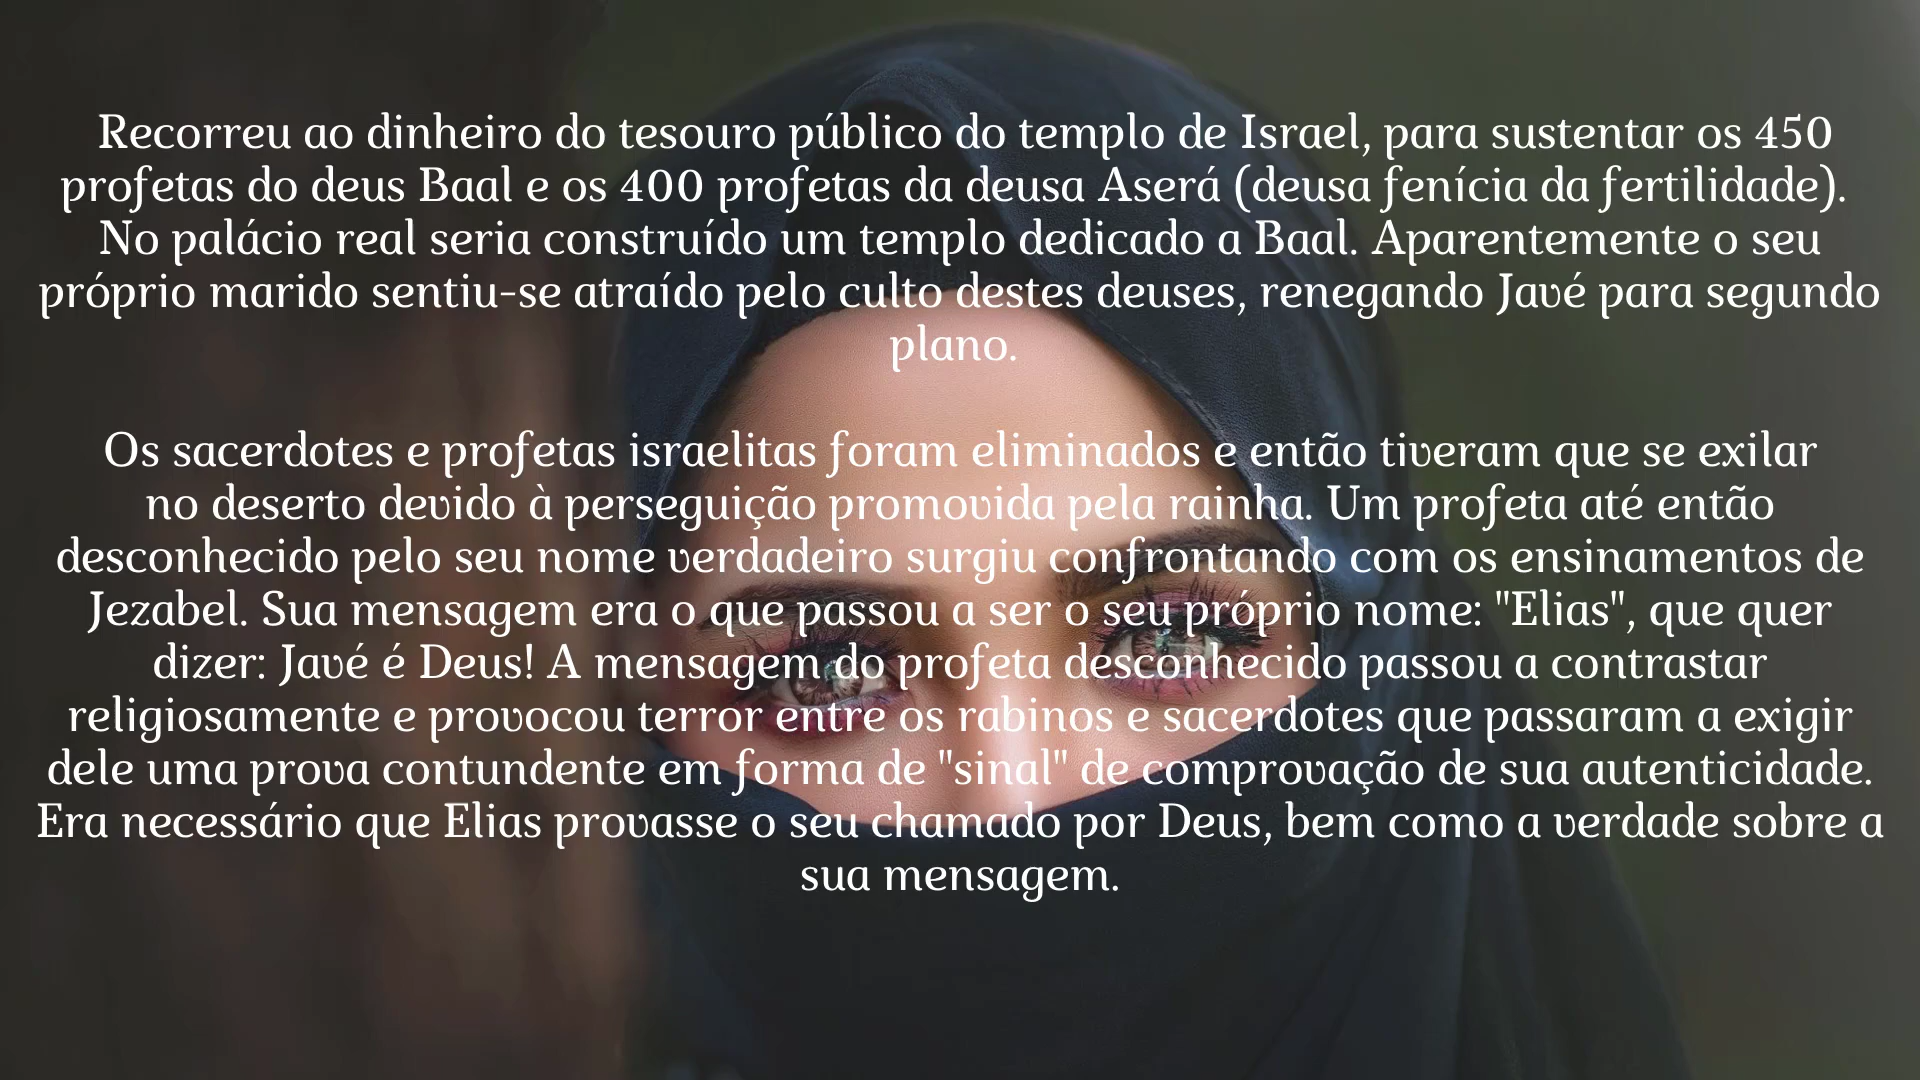 Recorreu ao dinheiro do tesouro público do templo de Israel, para sustentar os 450
profetas do deus Baal e os 400 profetas da deusa Aserá (deusa fenícia da fertilidade).
No palácio real seria construído um templo dedicado a Baal. Aparentemente o seu
próprio marido sentiu-se atraído pelo culto destes deuses, renegando Javé para segundo
plano.
Os sacerdotes e profetas israelitas foram eliminados e então tiveram que se exilar
no deserto devido à perseguição promovida pela rainha. Um profeta até então
desconhecido pelo seu nome verdadeiro surgiu confrontando com os ensinamentos de
Jezabel. Sua mensagem era o que passou a ser o seu próprio nome: "Elias", que quer
dizer: Javé é Deus! A mensagem do profeta desconhecido passou a contrastar
religiosamente e provocou terror entre os rabinos e sacerdotes que passaram a exigir
dele uma prova contundente em forma de "sinal" de comprovação de sua autenticidade.
Era necessário que Elias provasse o seu chamado por Deus, bem como a verdade sobre a
sua mensagem.